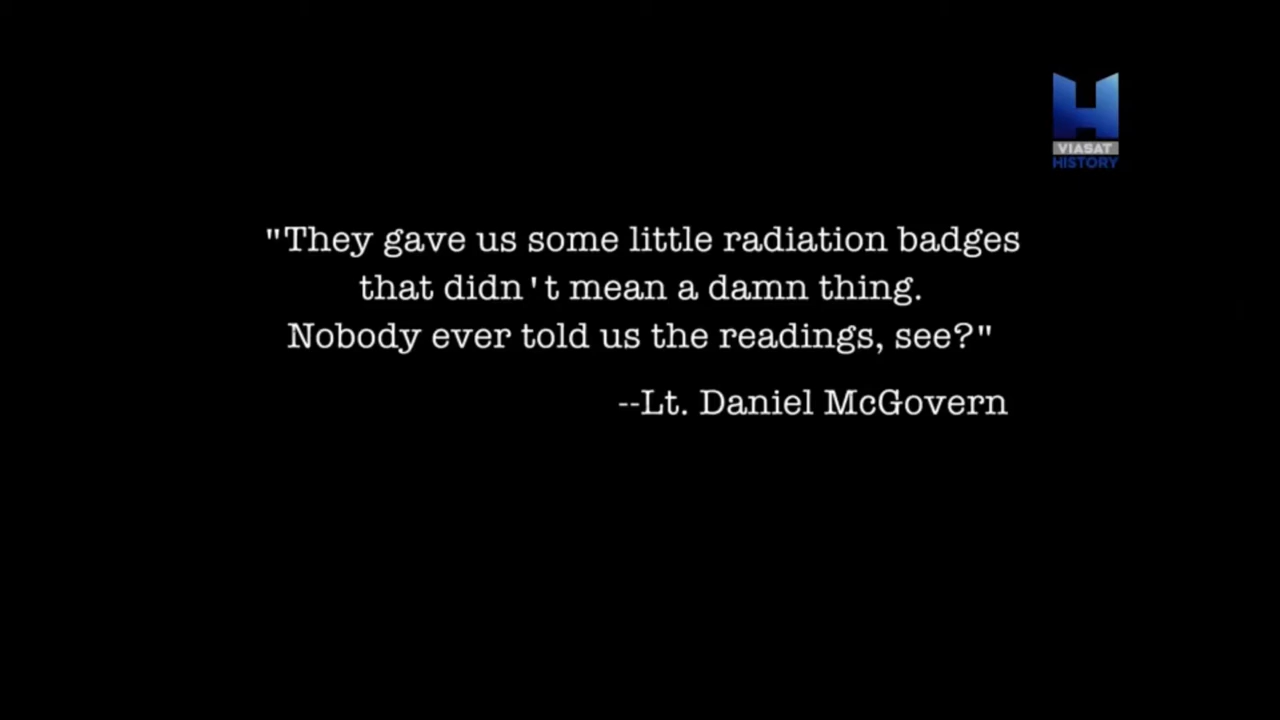 VIASAT
HISTORY
"They gave us some little radiation badges
that didn't mean a damn thing.
Nobody ever told us the readings, see?"
--Lt. Daniel McGovern